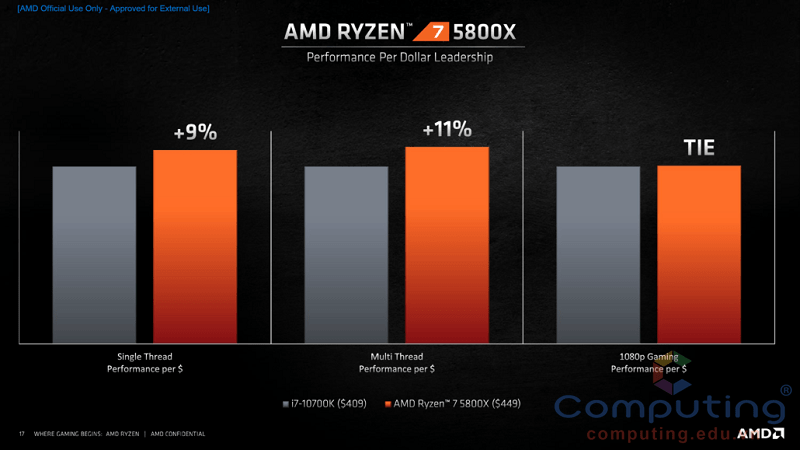 [AMD Official Use Only - Approved for External Use]
AMD RYZEN™ 7 5800X
Performance Per Dollar Leadership
+9%
+11%
TIE
Single Thread
Performance per $
Multi Thread
Performance per $
1080p Gaming
Performance per $
i7-10700K ($409) AMD Ryzen™ 7 5800X ($449)
Computing®
computing.edu.
17 WHERE GAMING BEGINS: AMD RYZEN | AMD CONFIDENTIAL
AMD